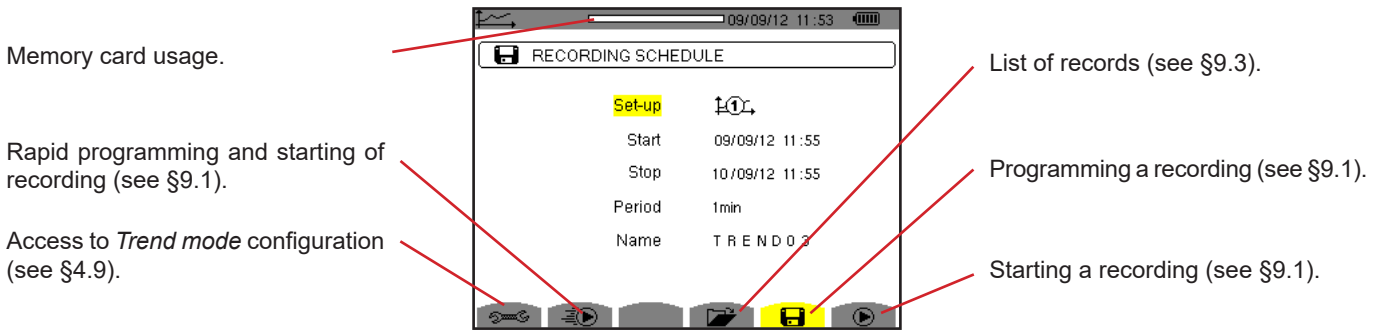 09/09/12 11:53
Memory card usage.
RECORDING SCHEDULE
List of records (see §9.3).
Set-up 1
Start 09/09/12 11:55
Rapid programming and starting of
recording (see §9.1).
Stop 10/09/12 11:55
Programming a recording (see §9.1).
Period 1min
Access to Trend mode configuration
(see §4.9).
Name TREND03
Starting a recording (see §9.1).